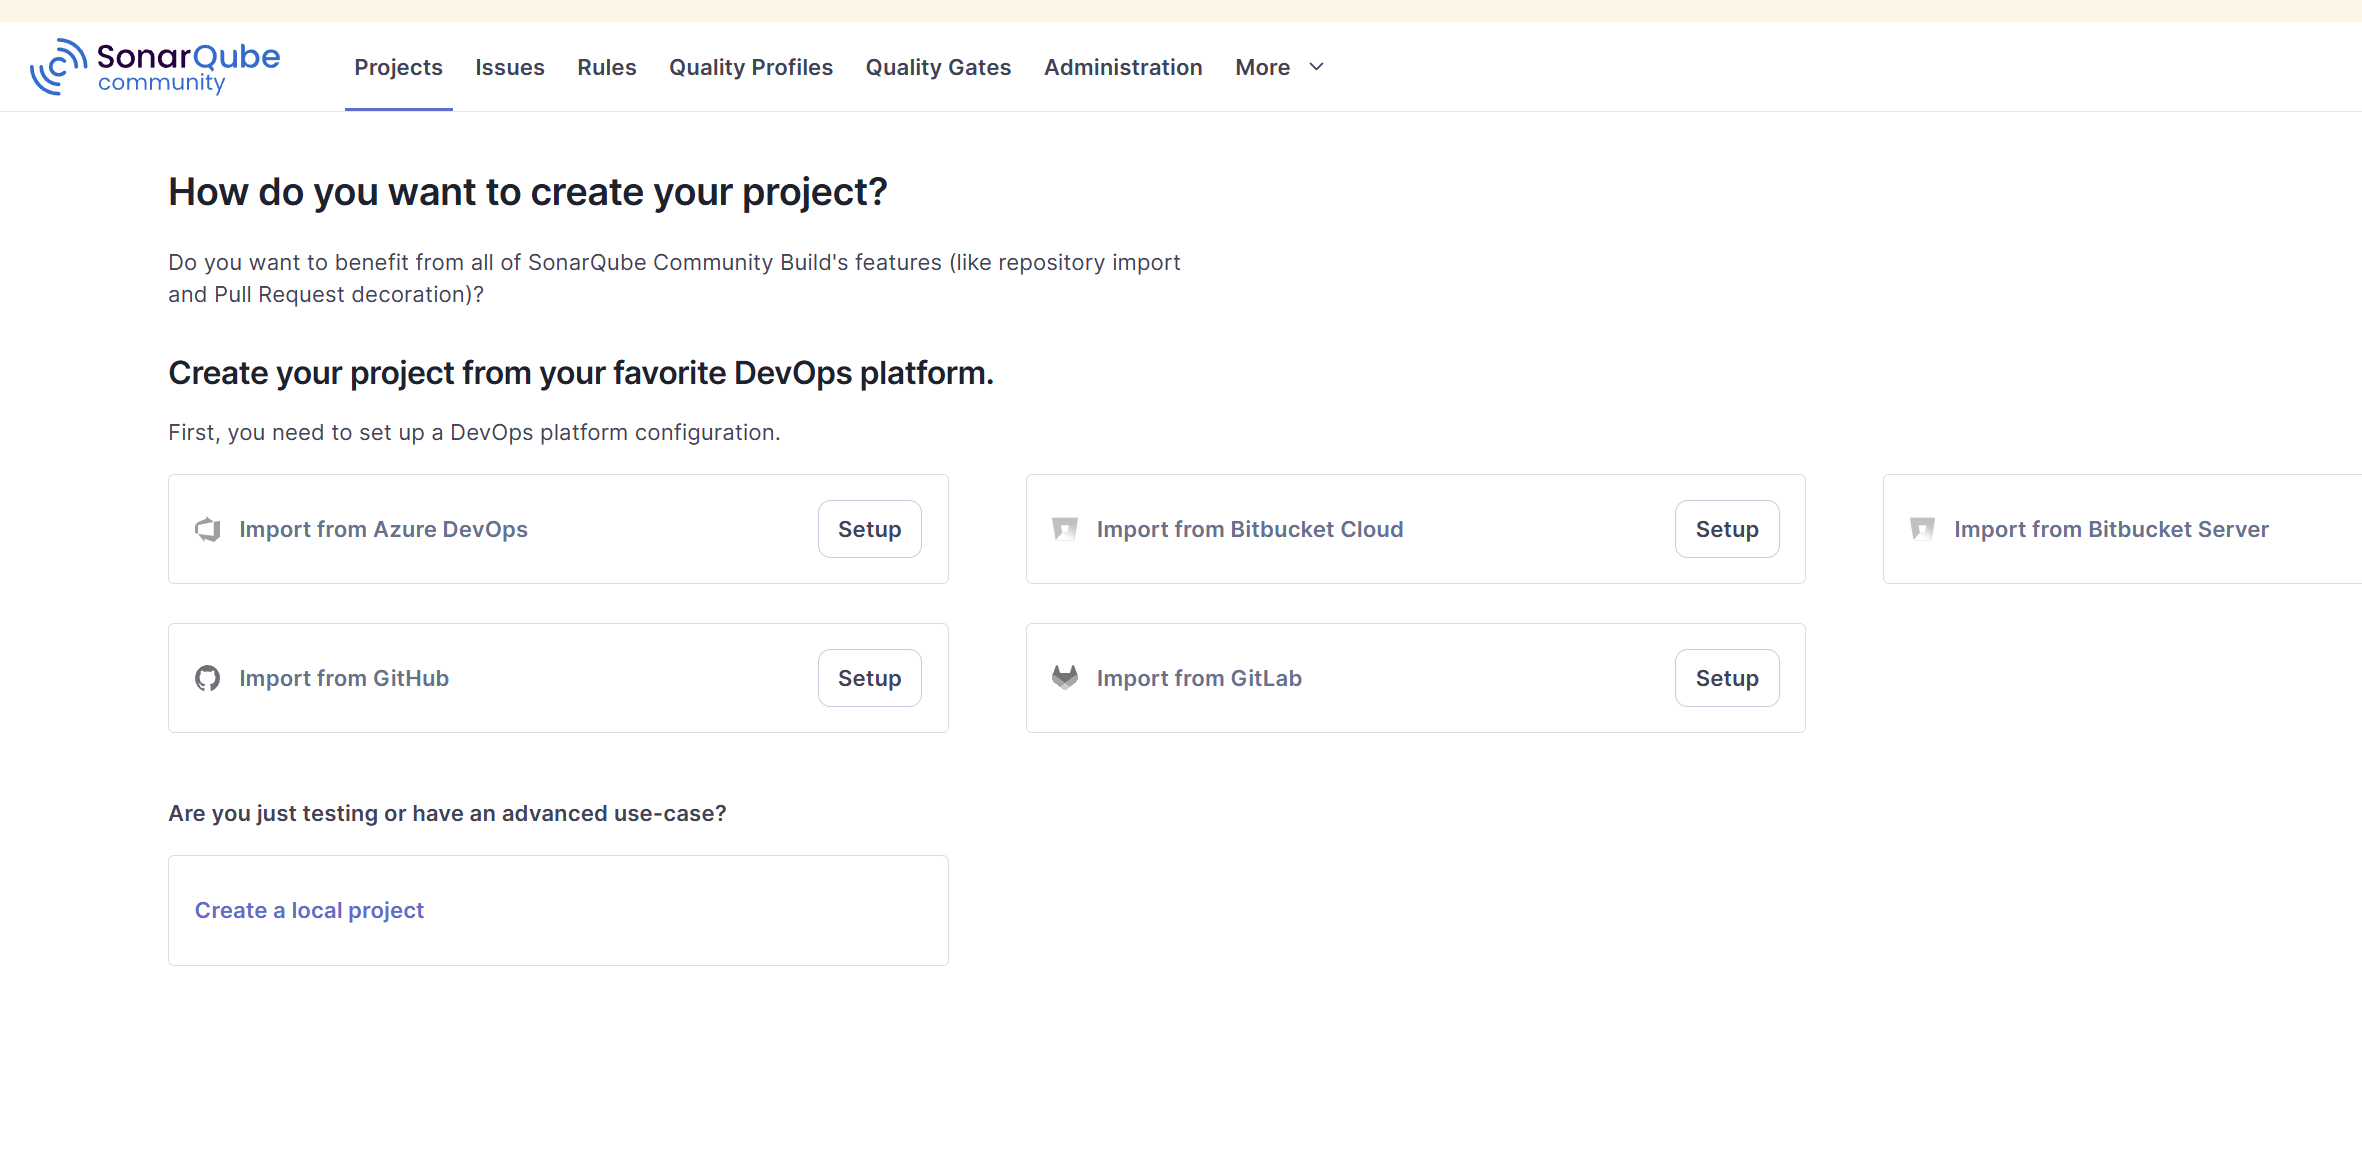 SonarQube
community
Projects Issues Rules Quality Profiles Quality Gates Administration More
How do you want to create your project?
Do you want to benefit from all of SonarQube Community Build's features (like repository import
and Pull Request decoration)?
Create your project from your favorite DevOps platform.
First, you need to set up a DevOps platform configuration.
Import from Azure DevOps Setup Import from Bitbucket Cloud Setup Import from Bitbucket Server
Import from GitHub Setup Import from GitLab Setup
Are you just testing or have an advanced use-case?
Create a local project